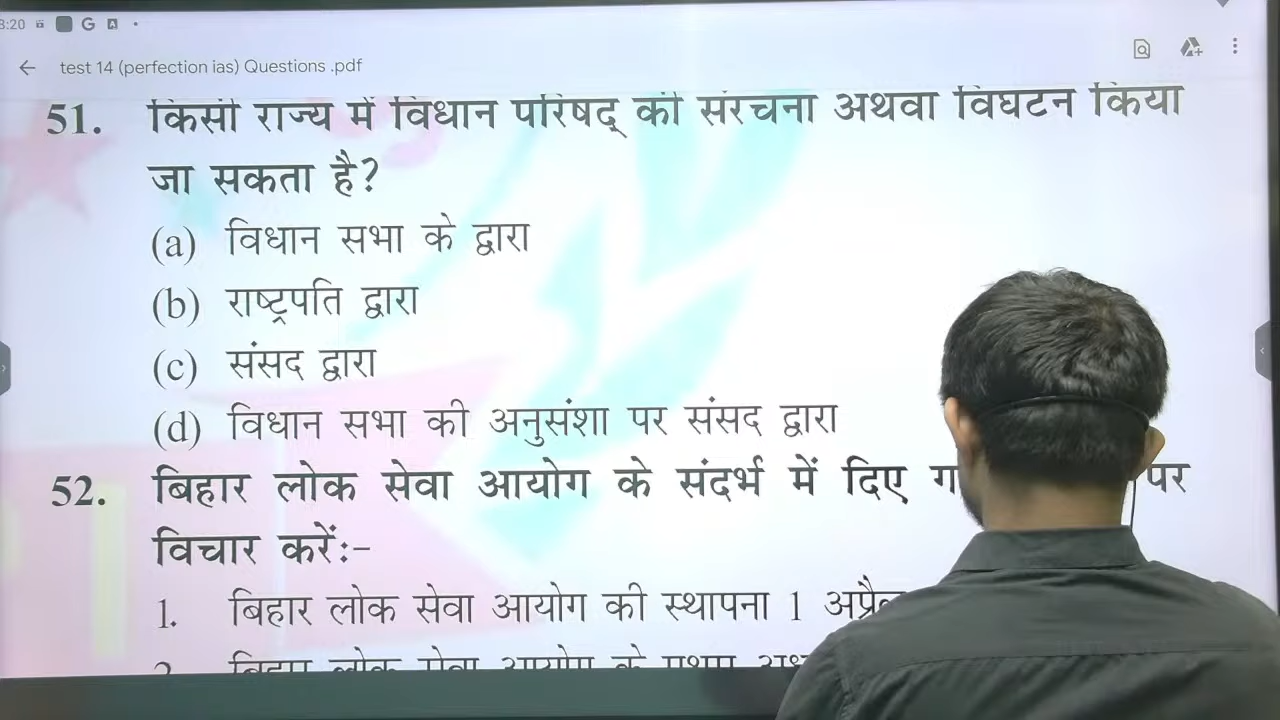 8:20
test 14 (perfection ias) Questions .pdf
51. किसी राज्य में विधान परिषद् की संरचना अथवा विघटन किया
जा सकता है?
(a) विधान सभा के द्वारा
(b) राष्ट्रपति द्वारा
(c) संसद द्वारा
(d) विधान सभा की अनुसंशा पर संसद द्वारा
52. बिहार लोक सेवा आयोग के संदर्भ में दिए पर
विचार करें:-
1. बिहार लोक सेवा आयोग की स्थापना 1